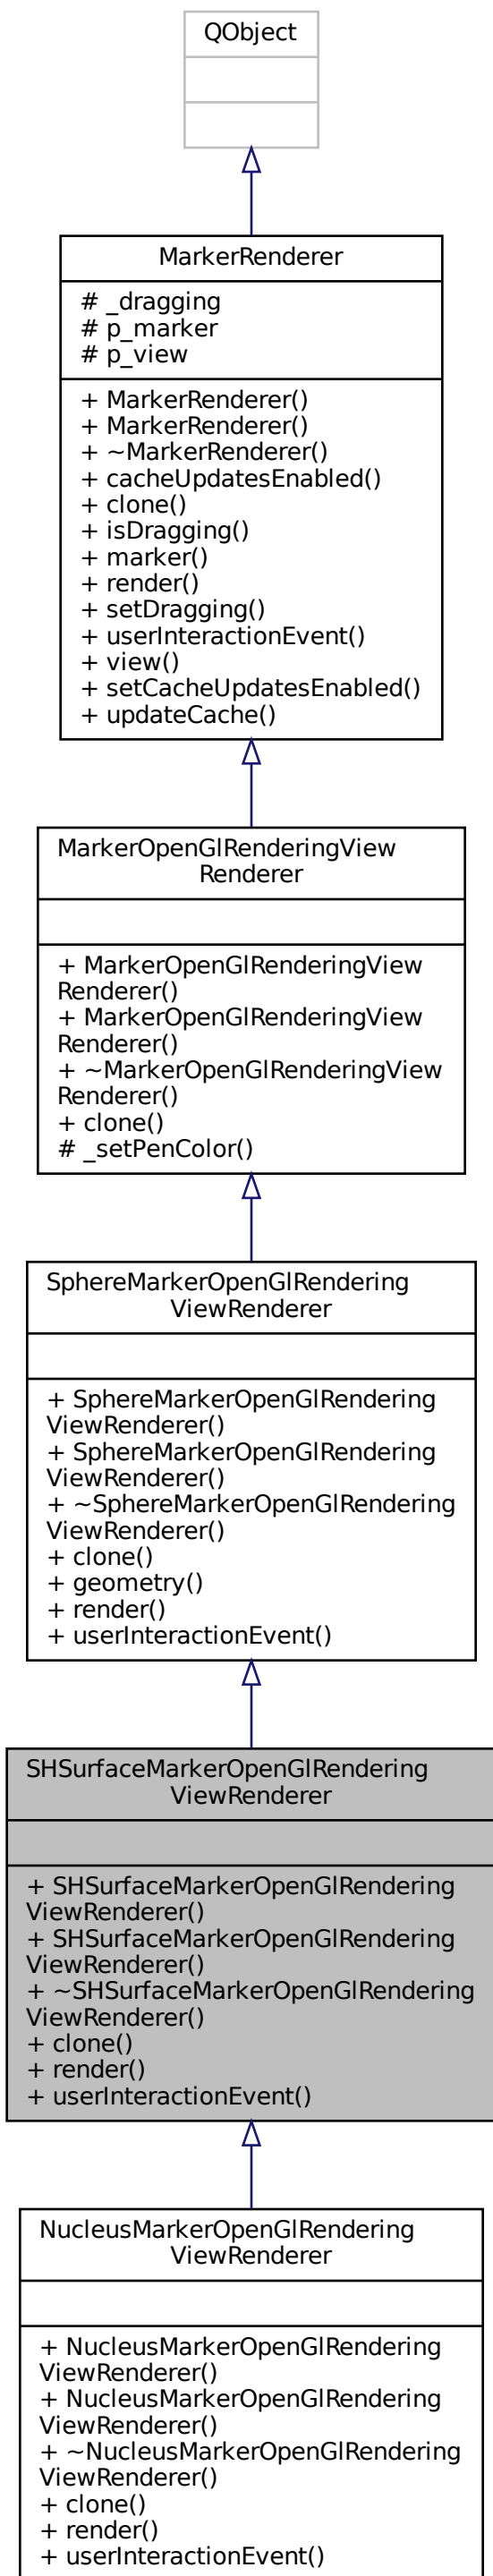 QObject
MarkerRenderer
# _dragging
# p_marker
# p_view
+ MarkerRenderer()
+ MarkerRenderer()
+ ~MarkerRenderer()
+ cacheUpdatesEnabled()
+ clone()
+ isDragging()
+ marker()
+ render()
+ setDragging()
+ userInteractionEvent()
+ view()
+ setCacheUpdatesEnabled()
+ updateCache()
MarkerOpenGlRenderingView
Renderer
+ MarkerOpenGlRenderingView
Renderer()
+ MarkerOpenGlRenderingView
Renderer()
+ ~MarkerOpenGlRenderingView
Renderer()
+ clone()
# _setPenColor()
SphereMarkerOpenGlRendering
ViewRenderer
+ SphereMarkerOpenGlRendering
ViewRenderer()
+ SphereMarkerOpenGlRendering
ViewRenderer()
+ ~SphereMarkerOpenGlRendering
ViewRenderer()
+ clone()
+ geometry()
+ render()
+ userInteractionEvent()
SHSurfaceMarkerOpenGlRendering
ViewRenderer
+ SHSurfaceMarkerOpenGlRendering
ViewRenderer()
+ SHSurfaceMarkerOpenGlRendering
ViewRenderer()
+ ~SHSurfaceMarkerOpenGlRendering
ViewRenderer()
+ clone()
+ render()
+ userInteractionEvent()
NucleusMarkerOpenGlRendering
ViewRenderer
+ NucleusMarkerOpenGlRendering
ViewRenderer()
+ NucleusMarkerOpenGlRendering
ViewRenderer()
+ ~NucleusMarkerOpenGlRendering
ViewRenderer()
+ clone()
+ render()
+ userInteractionEvent()